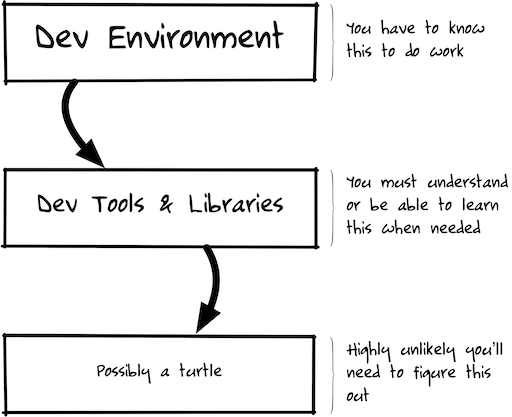 Dev Environment
You have to know
this to do work
Dev Tools & Libraries
You must understand
or be able to learn
this when needed
Possibly a turtle
Highly unlikely you'll
need to figure this
out